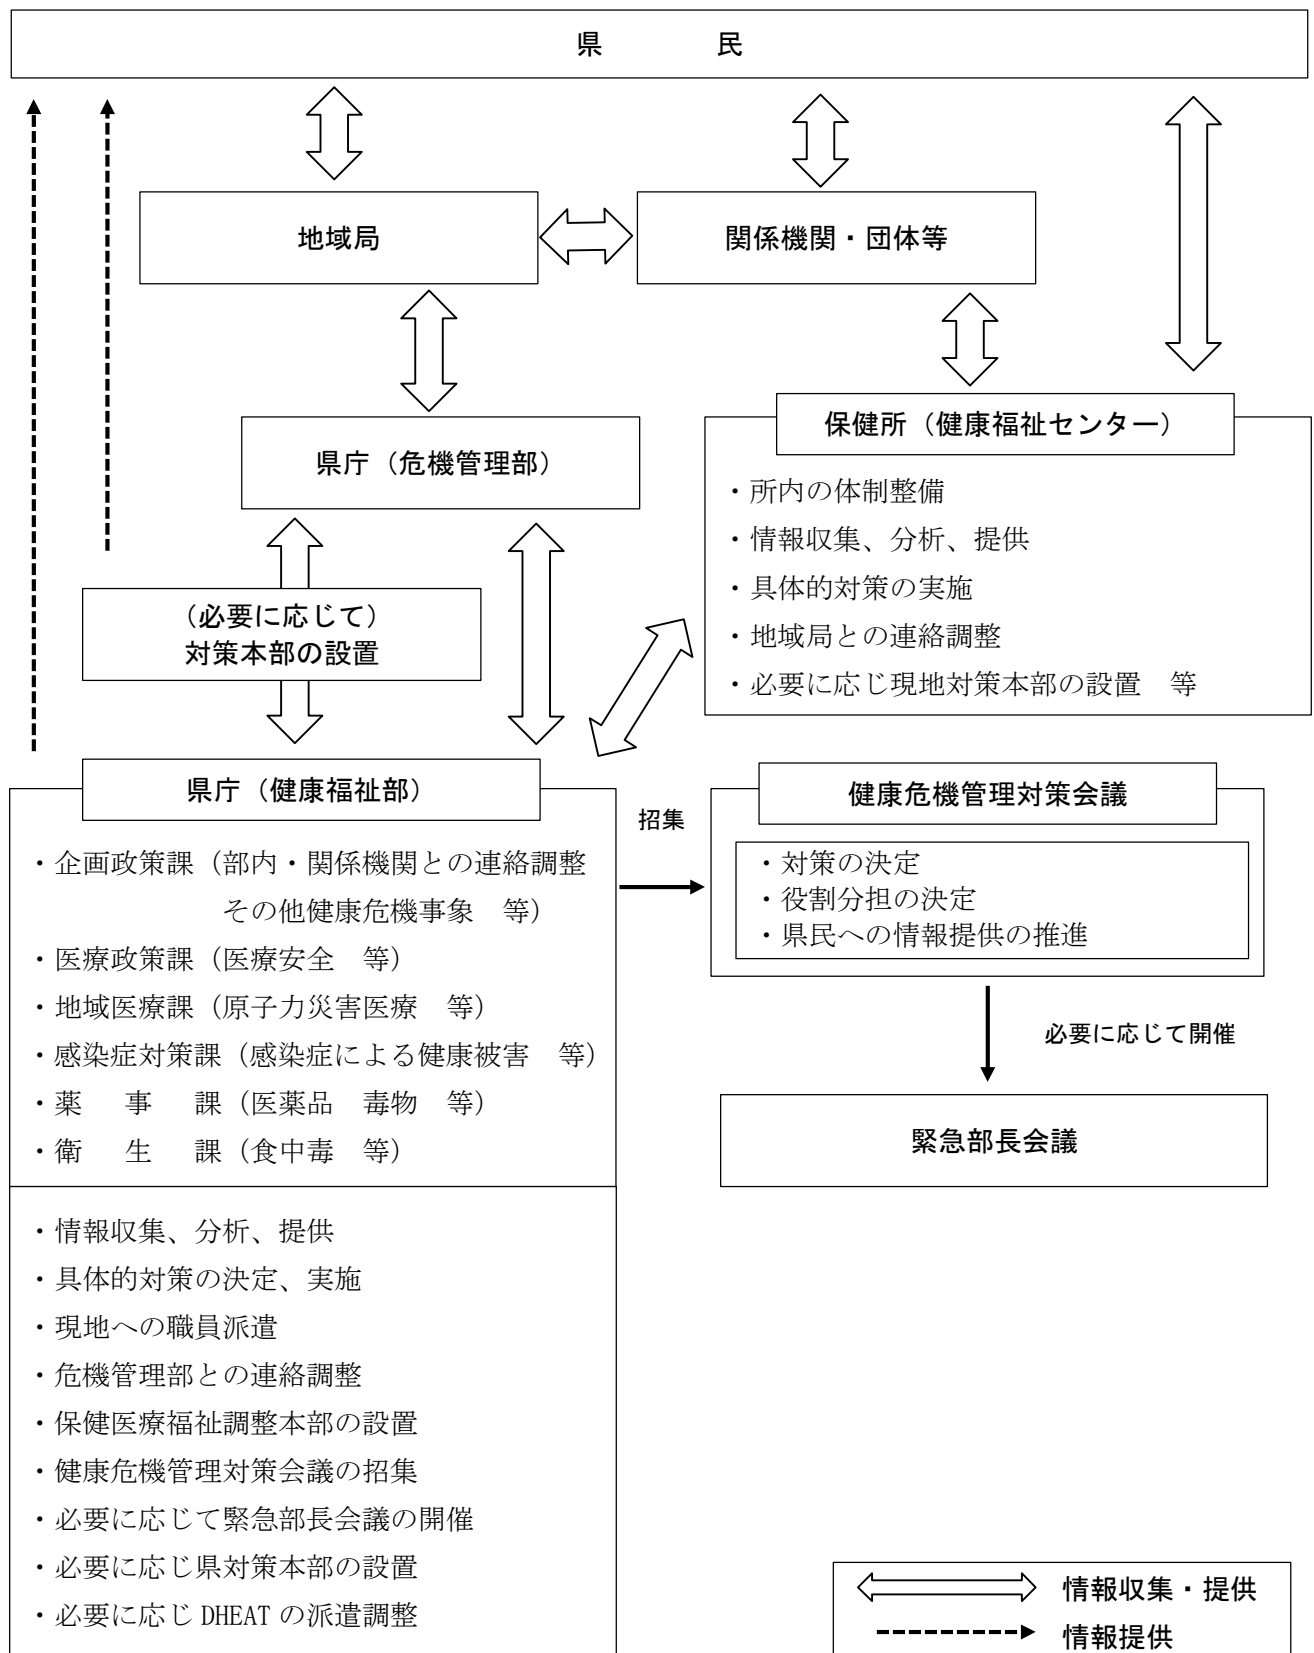 県　　　　民
地域局
関係機関・団体等
県庁（危機管理部）
保健所（健康福祉センター）
・所内の体制整備
・情報収集、分析、提供
・具体的対策の実施
・地域局との連絡調整
・必要に応じ現地対策本部の設置　等
（必要に応じて）
対策本部の設置
県庁（健康福祉部）
・企画政策課（部内・関係機関との連絡調整
その他健康危機事象　等）
・医療政策課（医療安全　等）
・地域医療課（原子力災害医療　等）
・感染症対策課（感染症による健康被害　等）
・薬　事　課（医薬品　毒物　等）
・衛　生　課（食中毒　等）
・情報収集、分析、提供
・具体的対策の決定、実施
・現地への職員派遣
・危機管理部との連絡調整
・保健医療福祉調整本部の設置
・健康危機管理対策会議の招集
・必要に応じて緊急部長会議の開催
・必要に応じ県対策本部の設置
・必要に応じ DHEAT の派遣調整
招集
健康危機管理対策会議
・対策の決定
・役割分担の決定
・県民への情報提供の推進
必要に応じて開催
緊急部長会議
情報収集・提供
情報提供